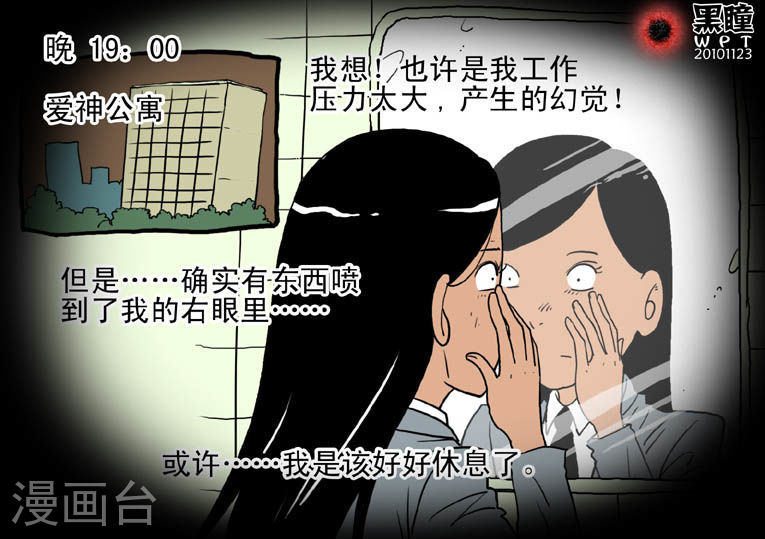 黑瞳
WPT
20101123
晚 19：00
爱神公寓
我想！也许是我工作
压力太大，产生的幻觉！
但是……确实有东西喷
到了我的右眼里……
或许……我是该好好休息了。
漫画台